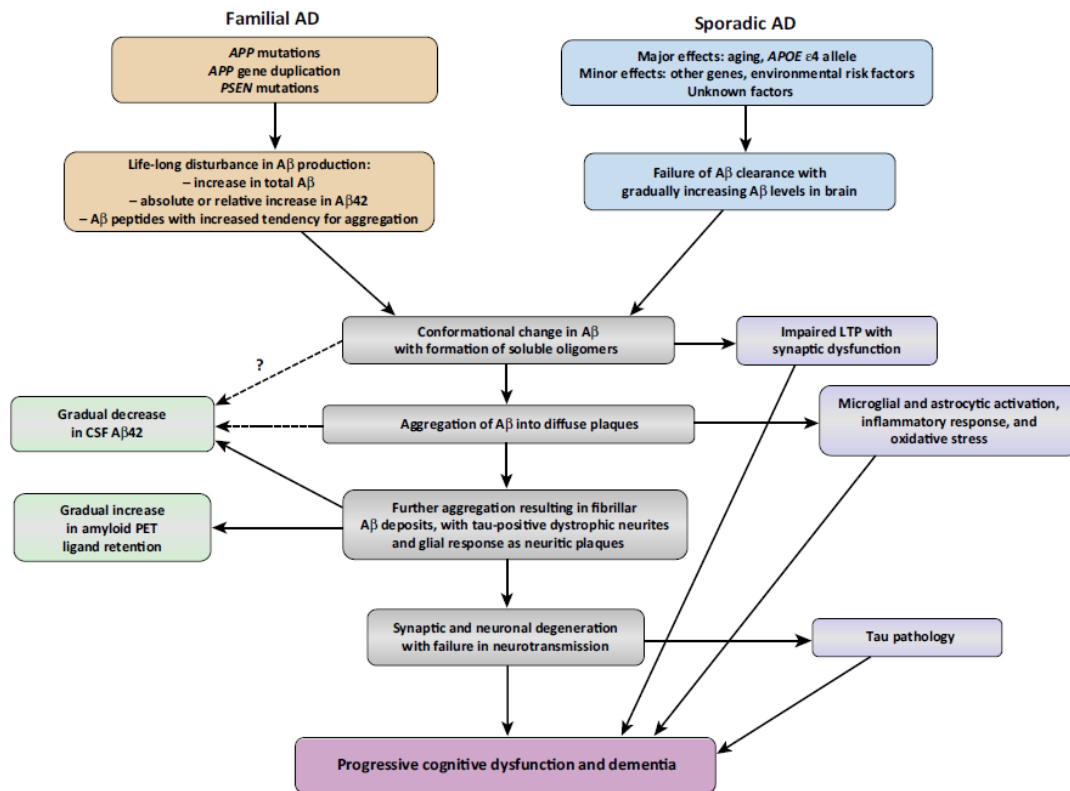 Familial AD
Sporadic AD
APP mutations
APP gene duplication
PSEN mutations
Major effects: aging, APOE ε4 allele
Minor effects: other genes, environmental risk factors
Unknown factors
Life-long disturbance in Aβ production:
– increase in total Aβ
– absolute or relative increase in Aβ42
– Aβ peptides with increased tendency for aggregation
Failure of Aβ clearance with
gradually increasing Aβ levels in brain
Conformational change in Aβ
with formation of soluble oligomers
Impaired LTP with
synaptic dysfunction
?
Gradual decrease
in CSF Aβ42
Aggregation of Aβ into diffuse plaques
Microglial and astrocytic activation,
inflammatory response, and
oxidative stress
Gradual increase
in amyloid PET
ligand retention
Further aggregation resulting in fibrillar
Aβ deposits, with tau-positive dystrophic neurites
and glial response as neuritic plaques
Synaptic and neuronal degeneration
with failure in neurotransmission
Tau pathology
Progressive cognitive dysfunction and dementia